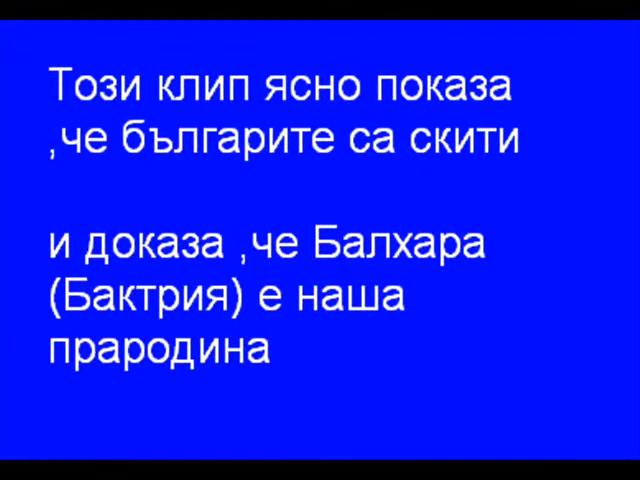 Този клип ясно показа
,че българите са скити
и доказа ,че Балхара
(Бактрия) е наша
прародина